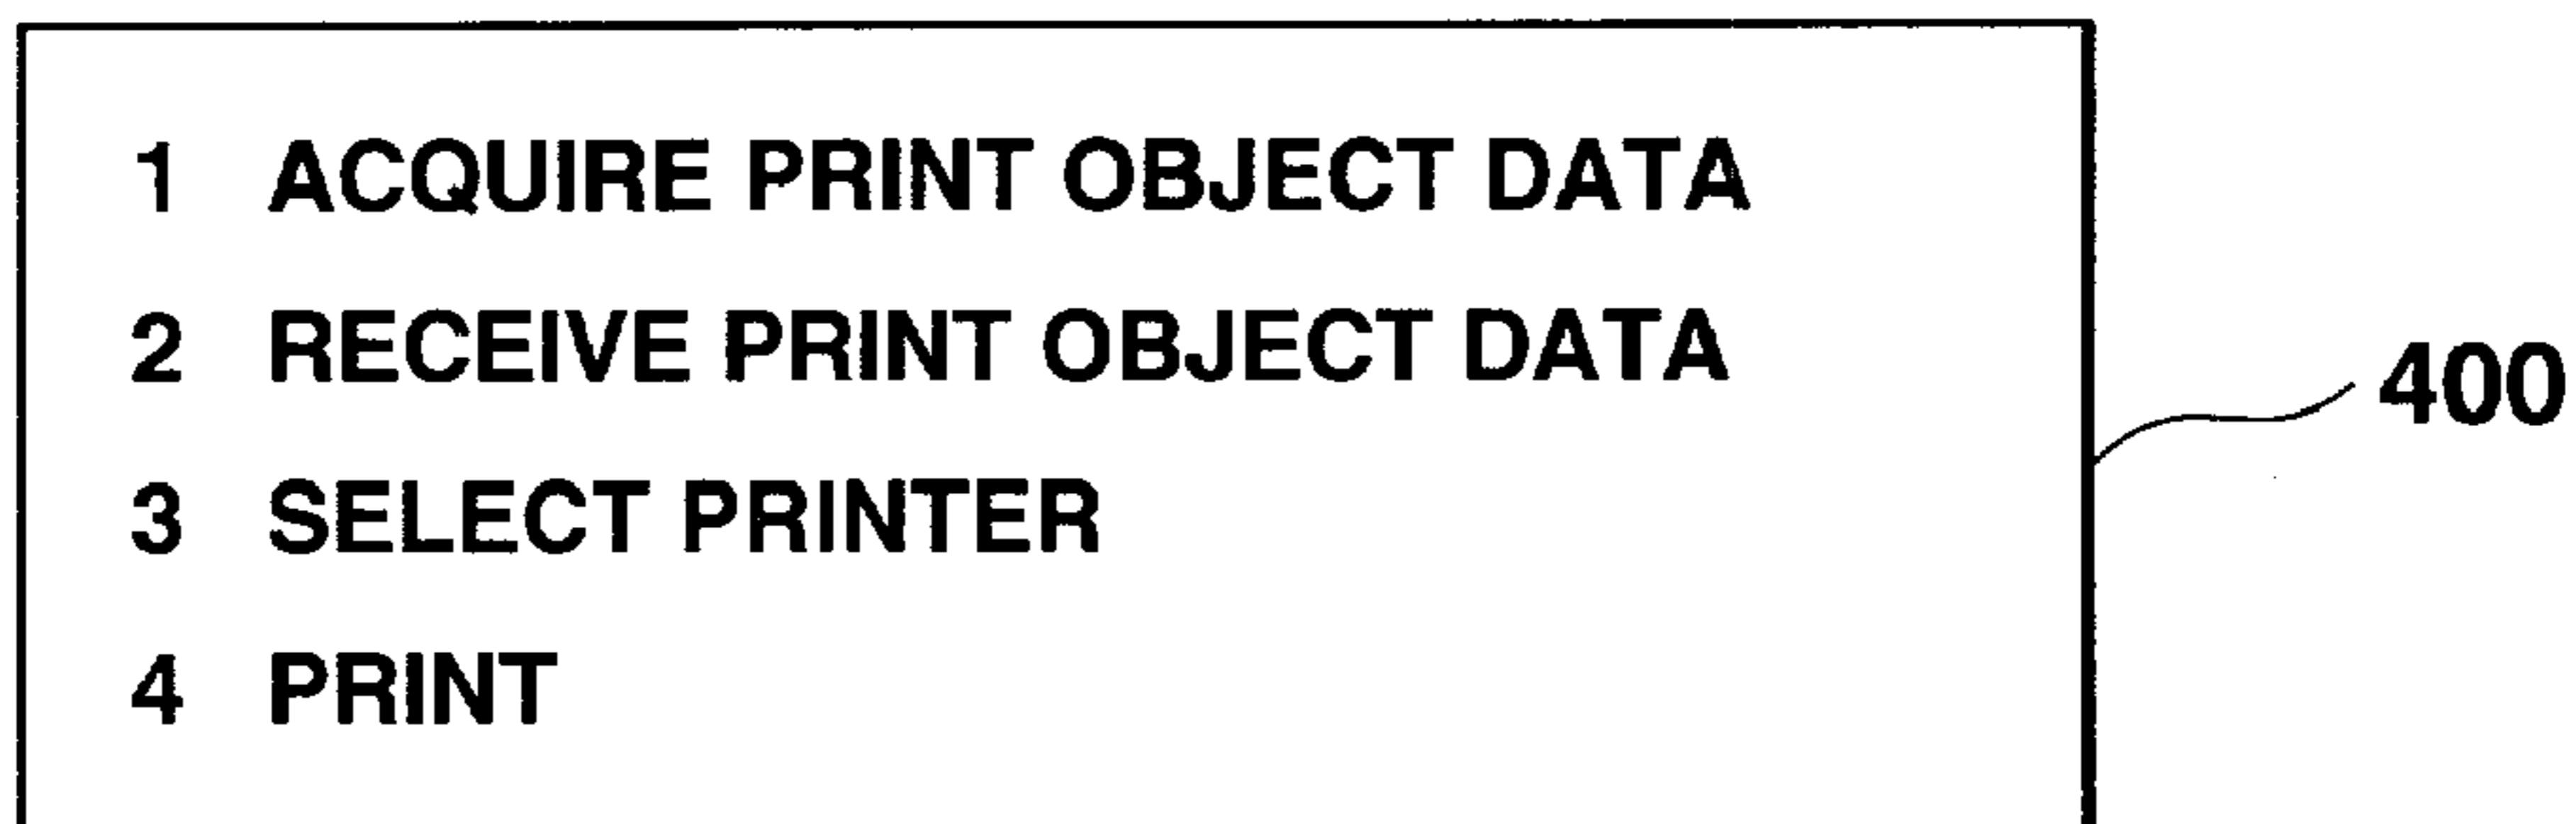 1 ACQUIRE PRINT OBJECT DATA
2 RECEIVE PRINT OBJECT DATA
400
3 SELECT PRINTER
4 PRINT